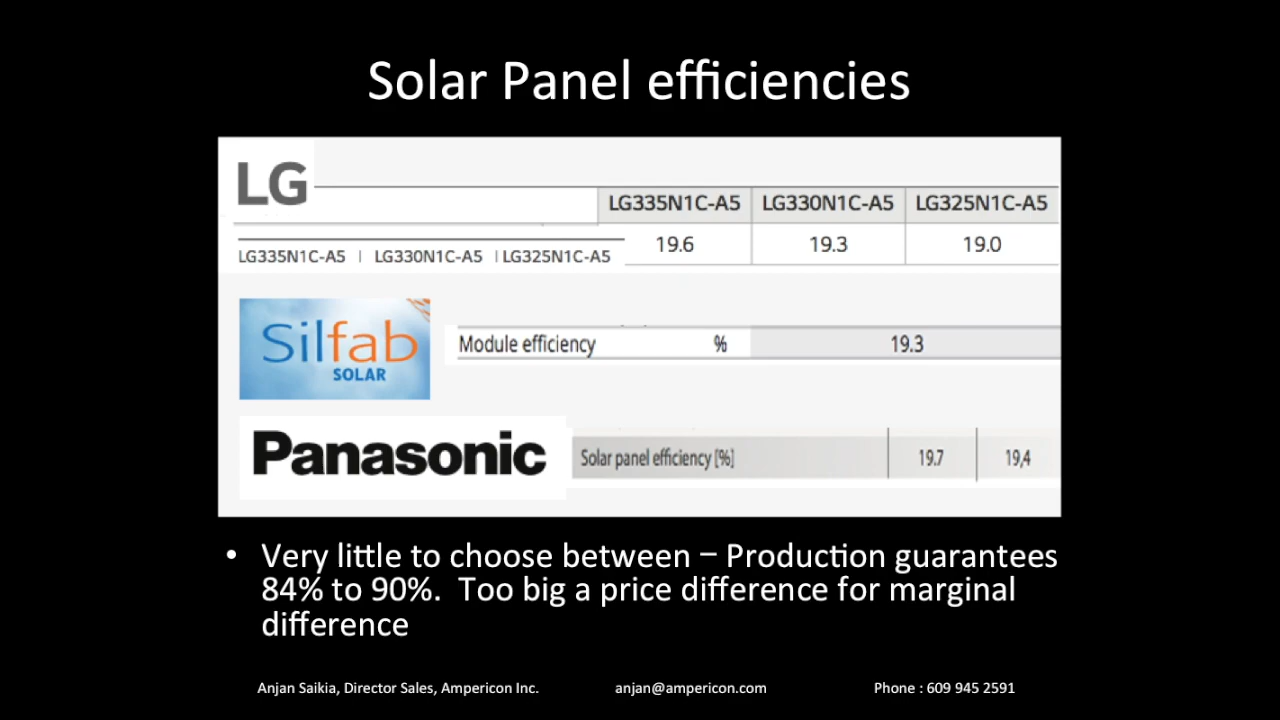 Solar Panel efficiencies
LG
LG335N1C-A5 LG330N1C-A5 LG325N1C-A5
19.6 19.3 19.0
LG335N1C-A5 | LG330N1C-A5 | LG325N1C-A5
Silfab
SOLAR
Module efficiency % 19.3
Panasonic
Solar panel efficiency [%] 19.7 19,4
• Very little to choose between – Production guarantees
84% to 90%. Too big a price difference for marginal
difference
Anjan Saikia, Director Sales, Ampericon Inc. anjan@ampericon.com Phone : 609 945 2591